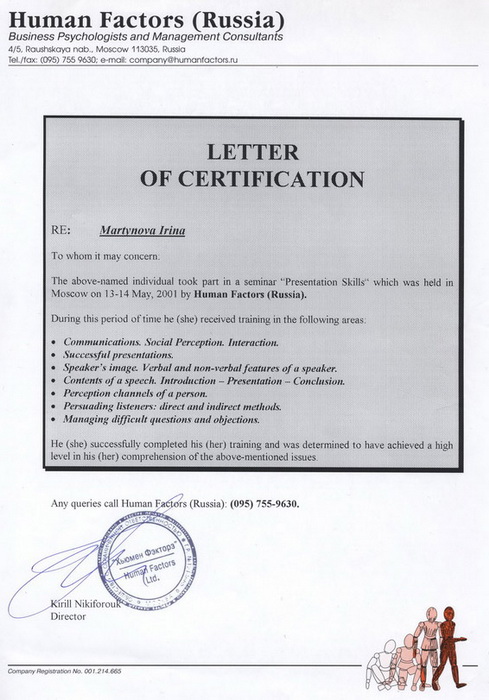 Human Factors (Russia)
Business Psychologists and Management Consultants
4/5, Raushskaya nab., Moscow 113035, Russia
Tel./fax: (095) 755 9630; e-mail: company@humanfactors.ru
LETTER
OF CERTIFICATION
RE: Martynova Irina
To whom it may concern.
The above-named individual took part in a seminar "Presentation Skills" which was held in
Moscow on 13-14 May, 2001 by Human Factors (Russia).
During this period of time he (she) received training in the following areas:
• Communications. Social Perception. Interaction.
• Successful presentations.
• Speaker's image. Verbal and non-verbal features of a speaker.
• Contents of a speech. Introduction – Presentation – Conclusion.
• Perception channels of a person.
• Persuading listeners: direct and indirect methods.
• Managing difficult questions and objections.
He (she) successfully completed his (her) training and was determined to have achieved a high
level in his (her) comprehension of the above-mentioned issues.
Any queries call Human Factors (Russia): (095) 755-9630.
"Хьюмен Фэкторз"
Human Factors
Ltd.
Kirill Nikiforouk
Director
Company Registration No. 001.214.665